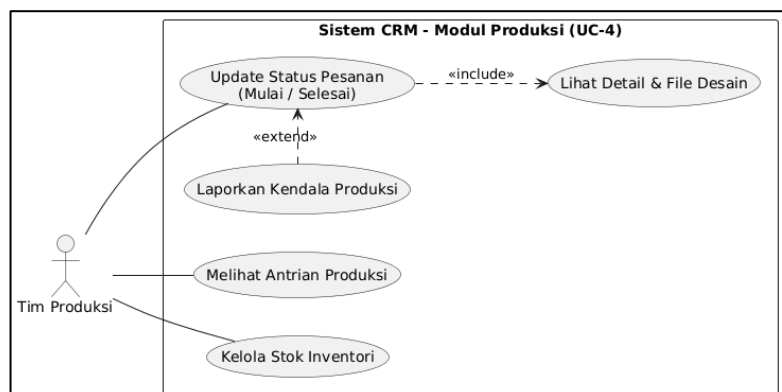 Sistem CRM - Modul Produksi (UC-4)
Update Status Pesanan
(Mulai / Selesai)
«include»
Lihat Detail & File Desain
«extend»
Laporkan Kendala Produksi
Melihat Antrian Produksi
Tim Produksi
Kelola Stok Inventori